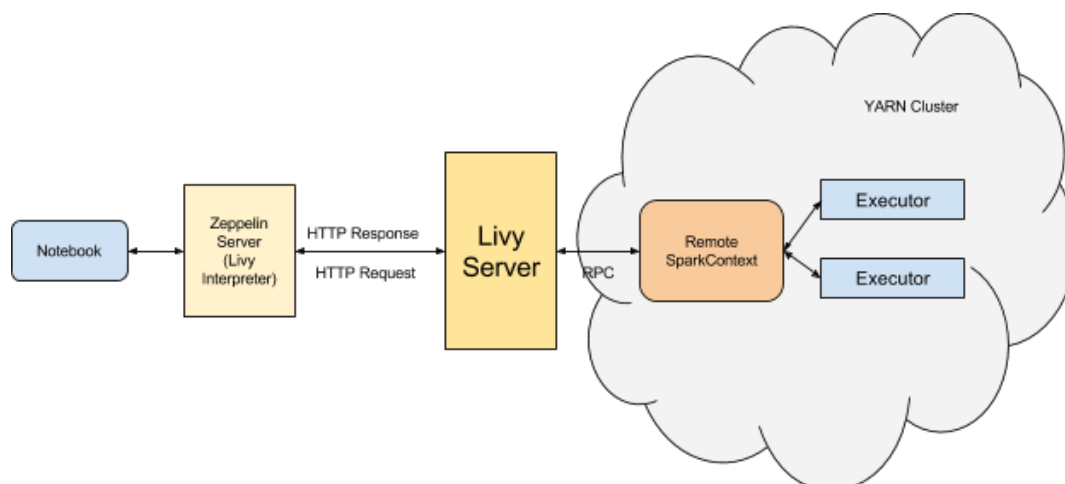 YARN Cluster
Notebook
Zeppelin
Server
(Livy
Interpreter)
HTTP Response
HTTP Request
Livy
Server
RPC
Remote
SparkContext
Executor
Executor